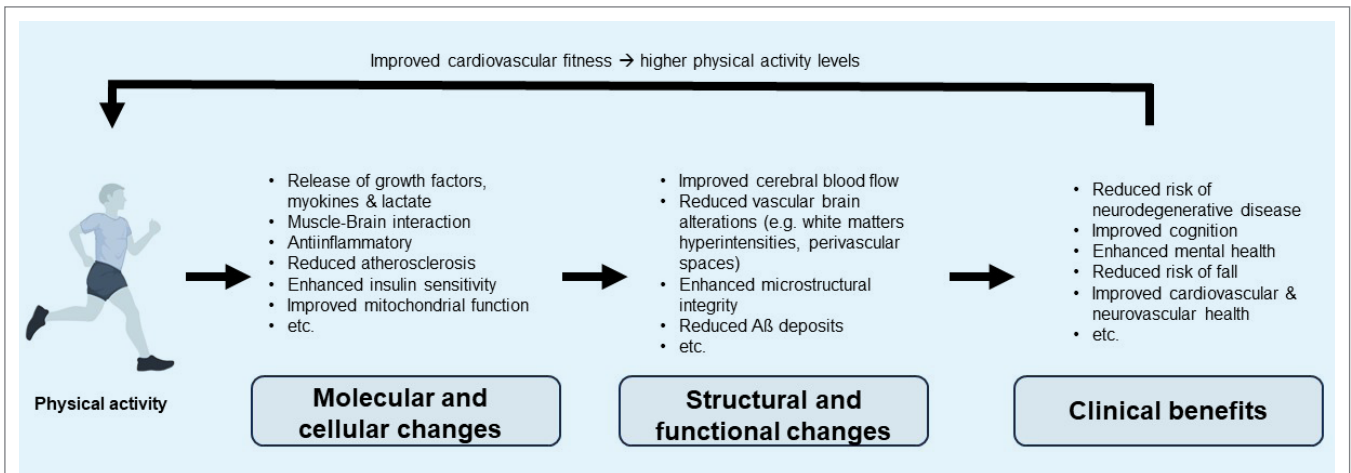 Improved cardiovascular fitness → higher physical activity levels
Physical activity
• Release of growth factors,
myokines & lactate
• Muscle-Brain interaction
• Antiinflammatory
• Reduced atherosclerosis
• Enhanced insulin sensitivity
• Improved mitochondrial function
• etc.
Molecular and
cellular changes
• Improved cerebral blood flow
• Reduced vascular brain
alterations (e.g. white matters
hyperintensities, perivascular
spaces)
• Enhanced microstructural
integrity
• Reduced Aß deposits
• etc.
Structural and
functional changes
• Reduced risk of
neurodegenerative disease
• Improved cognition
• Enhanced mental health
• Reduced risk of fall
• Improved cardiovascular &
neurovascular health
• etc.
Clinical benefits